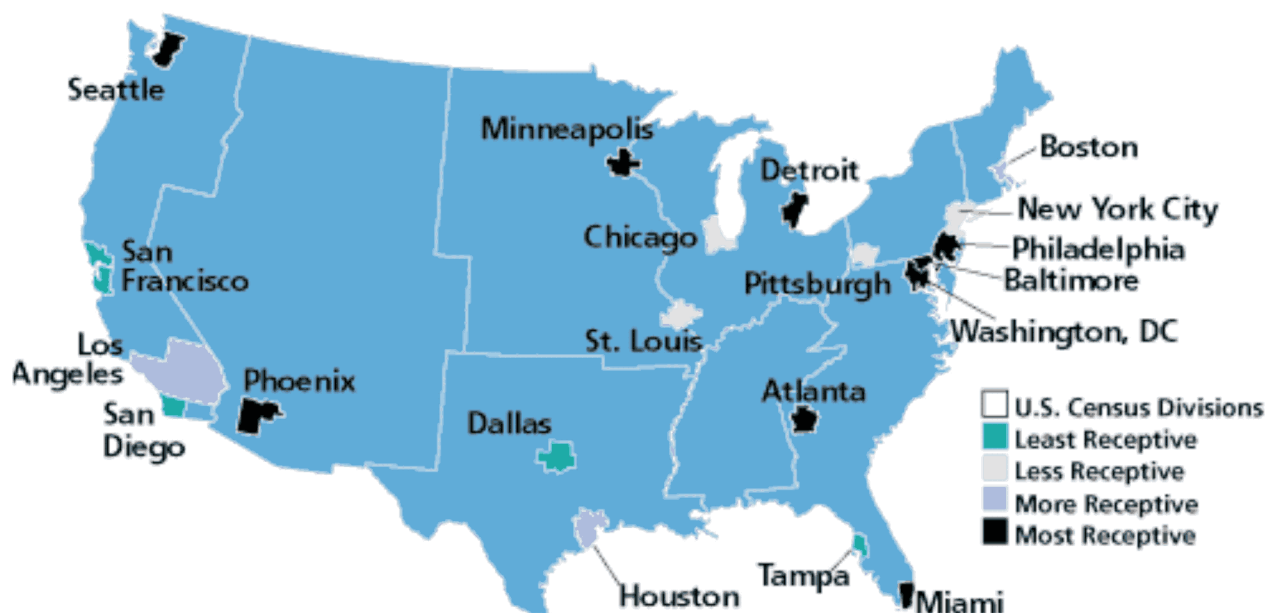 Seattle
Minneapolis
Detroit
Boston
New York City
Chicago
Philadelphia
San
Francisco
Pittsburgh
Baltimore
Washington, DC
St. Louis
Los
Angeles
Phoenix
Atlanta
San
Diego
Dallas
U.S. Census Divisions
Least Receptive
Less Receptive
More Receptive
Most Receptive
Tampa
Houston
Miami